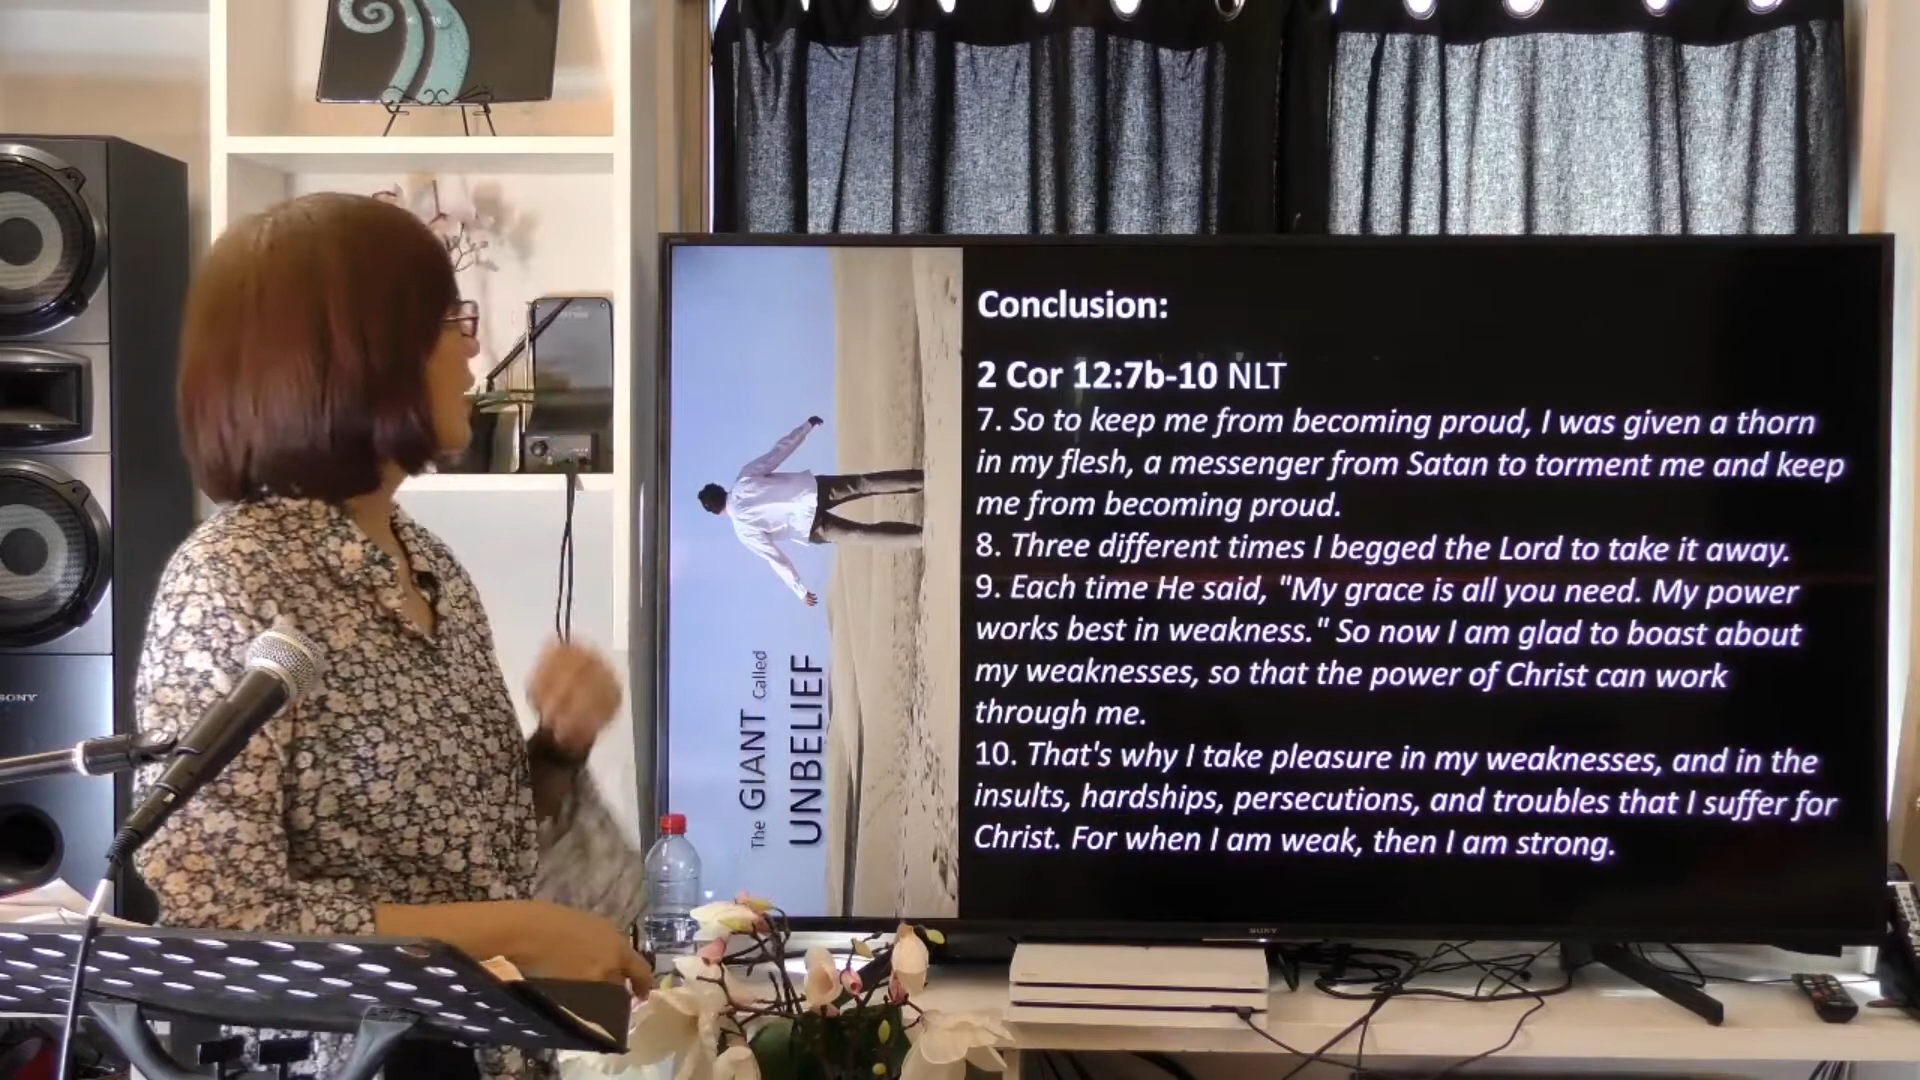 The GIANT Called
UNBELIEF
Conclusion:
2 Cor 12:7b-10 NLT
7. So to keep me from becoming proud, I was given a thorn
in my flesh, a messenger from Satan to torment me and keep
me from becoming proud.
8. Three different times I begged the Lord to take it away.
9. Each time He said, "My grace is all you need. My power
works best in weakness." So now I am glad to boast about
my weaknesses, so that the power of Christ can work
through me.
10. That's why I take pleasure in my weaknesses, and in the
insults, hardships, persecutions, and troubles that I suffer for
Christ. For when I am weak, then I am strong.
SONY
SONY